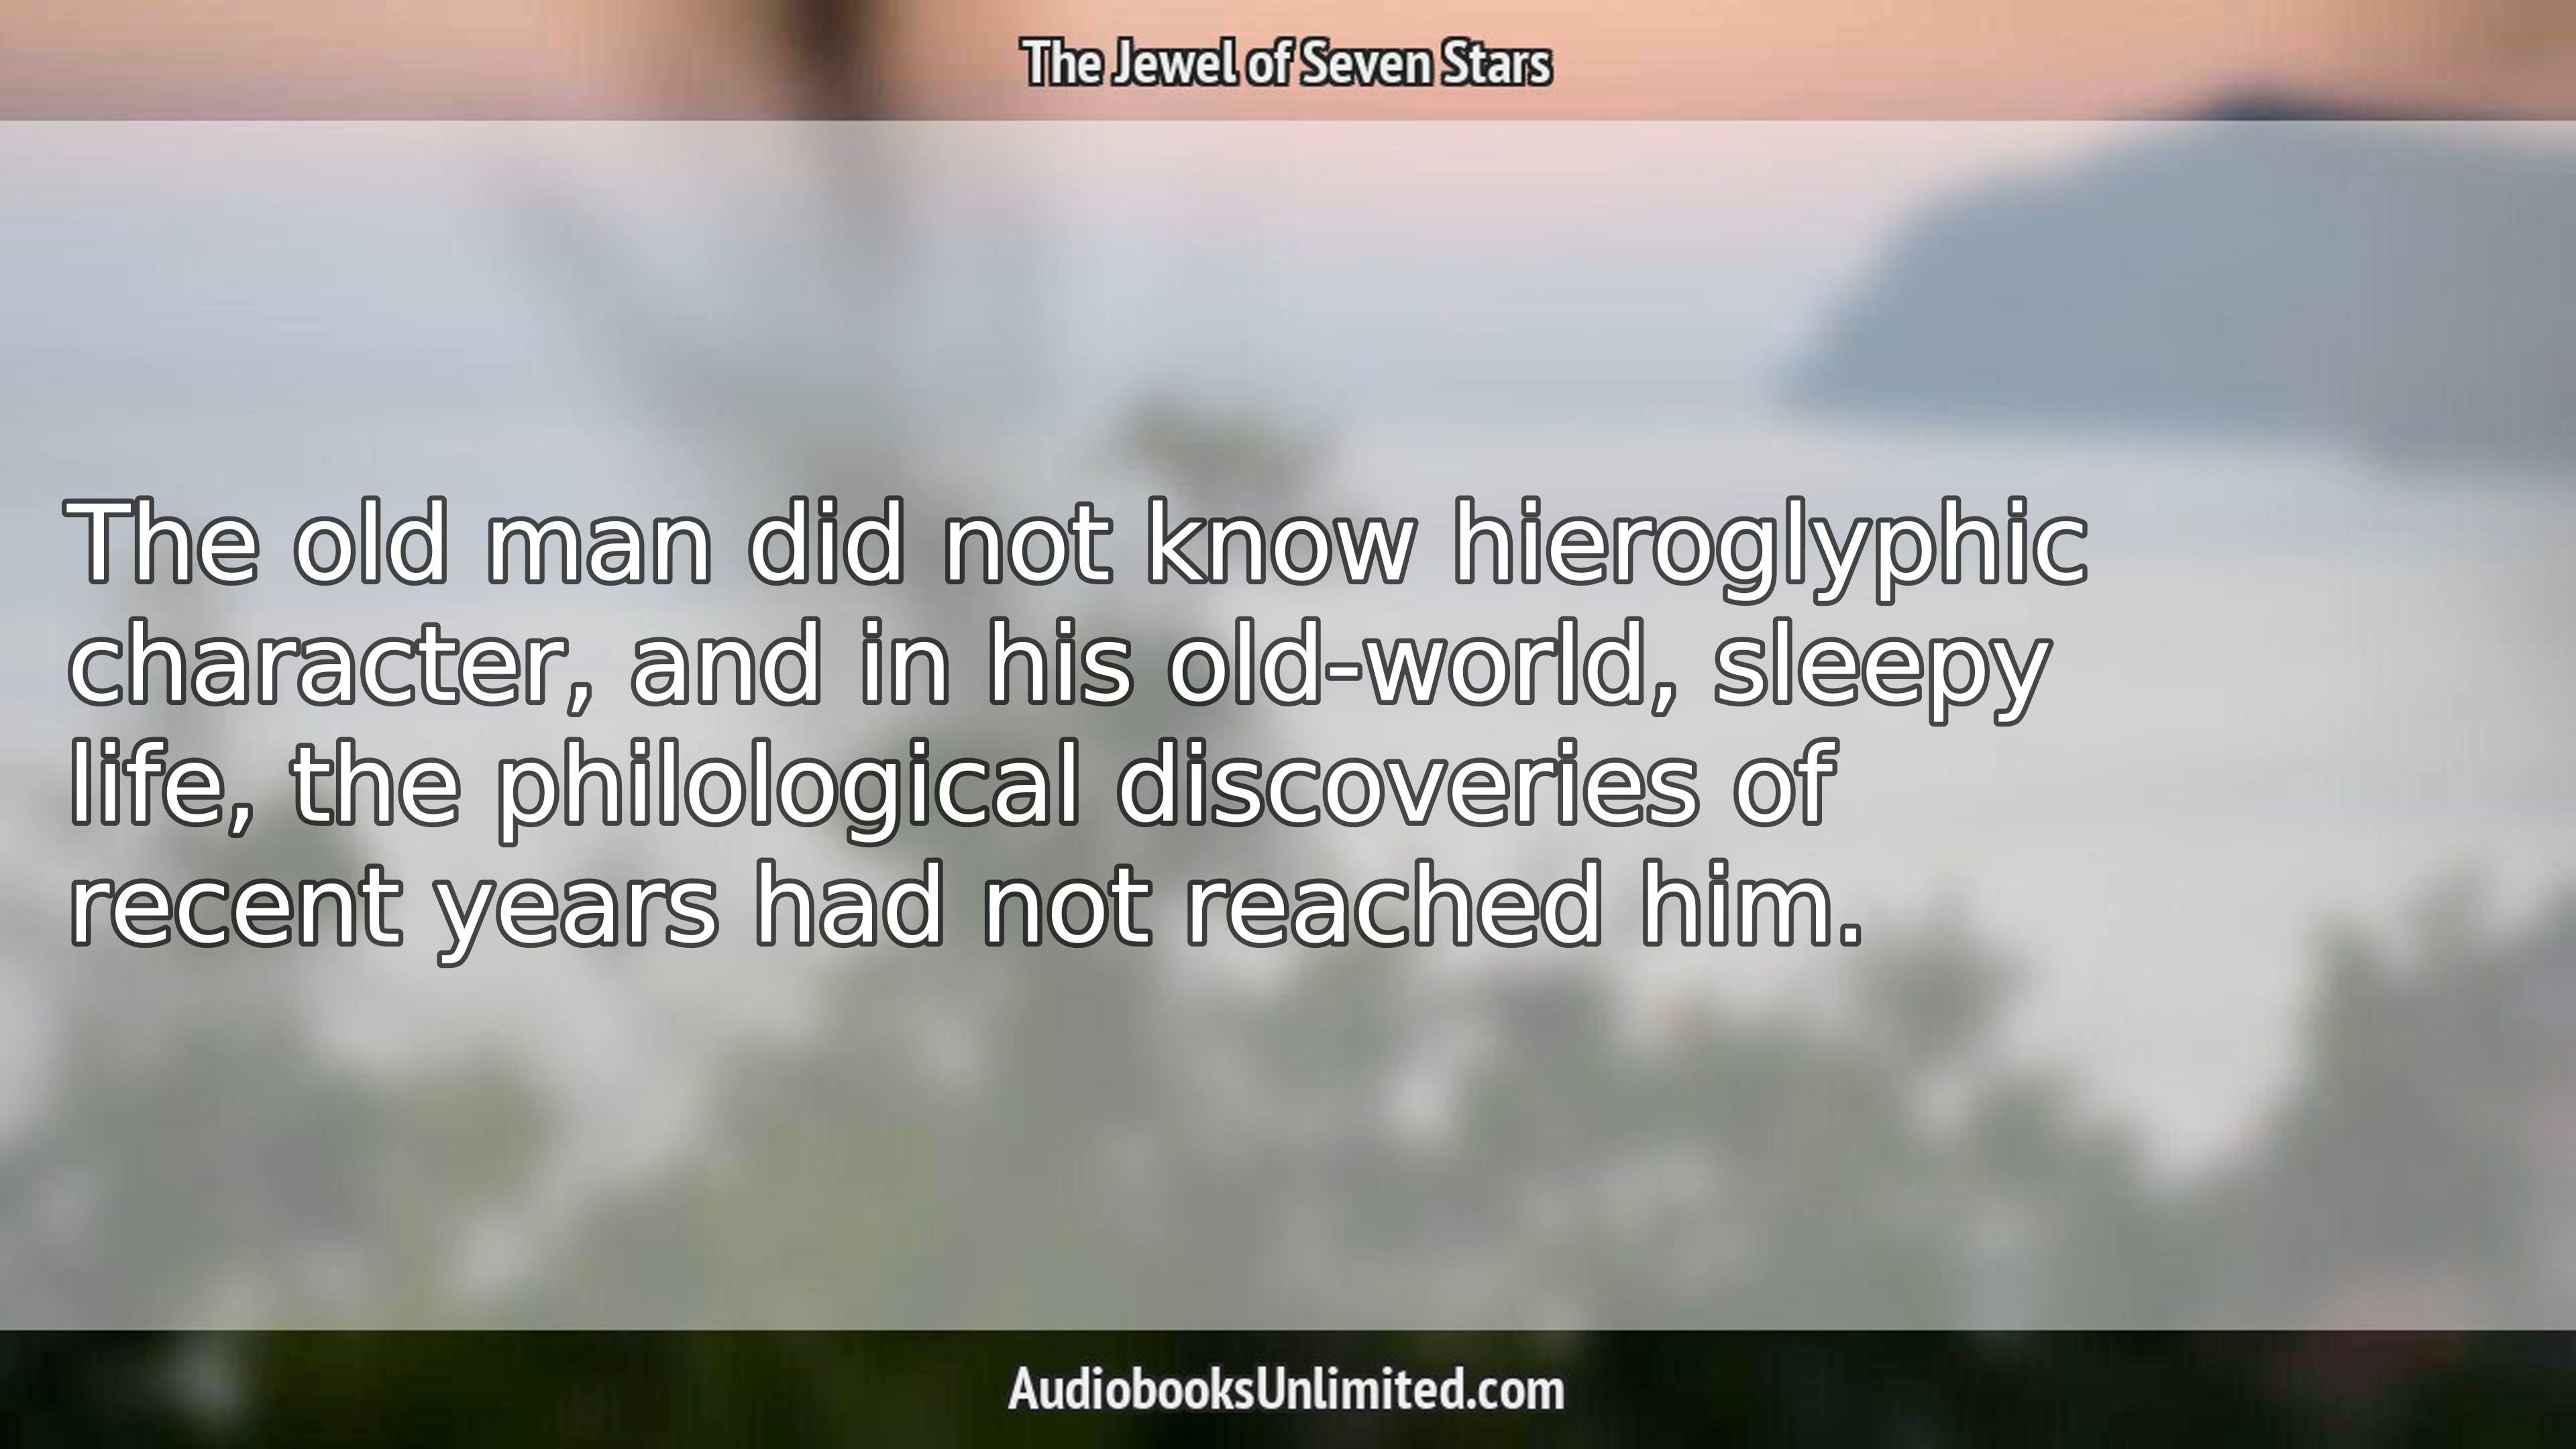 The Jewel of Seven Stars
The old man did not know hieroglyphic
character, and in his old-world, sleepy
life, the philological discoveries of
recent years had not reached him.
AudiobooksUnlimited.com